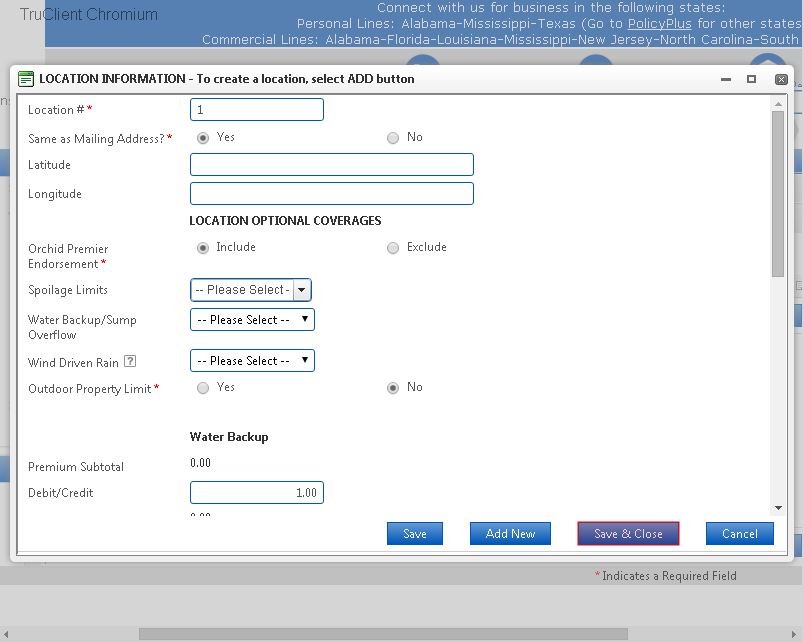 TruClient Chromium
Connect with us for business in the following states:
Personal Lines: Alabama-Mississippi-Texas (Go to PolicyPlus for other states
Commercial Lines: Alabama-Florida-Louisiana-Mississippi-New Jersey-North Carolina-South
LOCATION INFORMATION - To create a location, select ADD button
Location #* 1
Same as Mailing Address?* Yes No
Latitude
Longitude
LOCATION OPTIONAL COVERAGES
Orchid Premier Include Exclude
Endorsement*
Spoilage Limits -- Please Select -
Water Backup/Sump -- Please Select --
Overflow
Wind Driven Rain ? -- Please Select --
Outdoor Property Limit* Yes No
Water Backup
Premium Subtotal 0.00
Debit/Credit 1.00
Save Add New Save & Close Cancel
*Indicates a Required Field